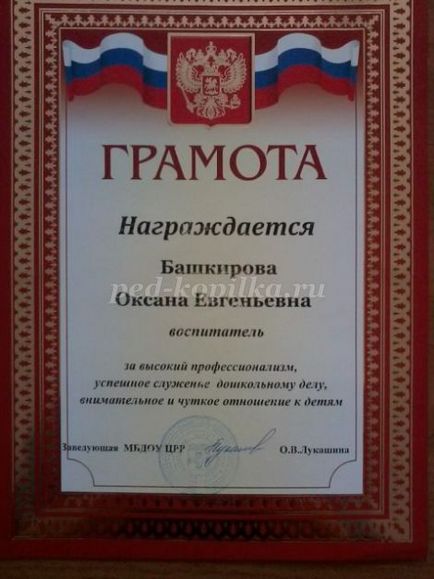 ГРАМОТА
Награждается
Башкирова
ped-kopilka.ru
Оксана Евгеньевна
воспитатель
за высокий профессионализм,
успешное служенье дошкольному делу,
внимательное и чуткое отношение к детям
Заведующая МБДОУ ЦРР О.В.Лукашина